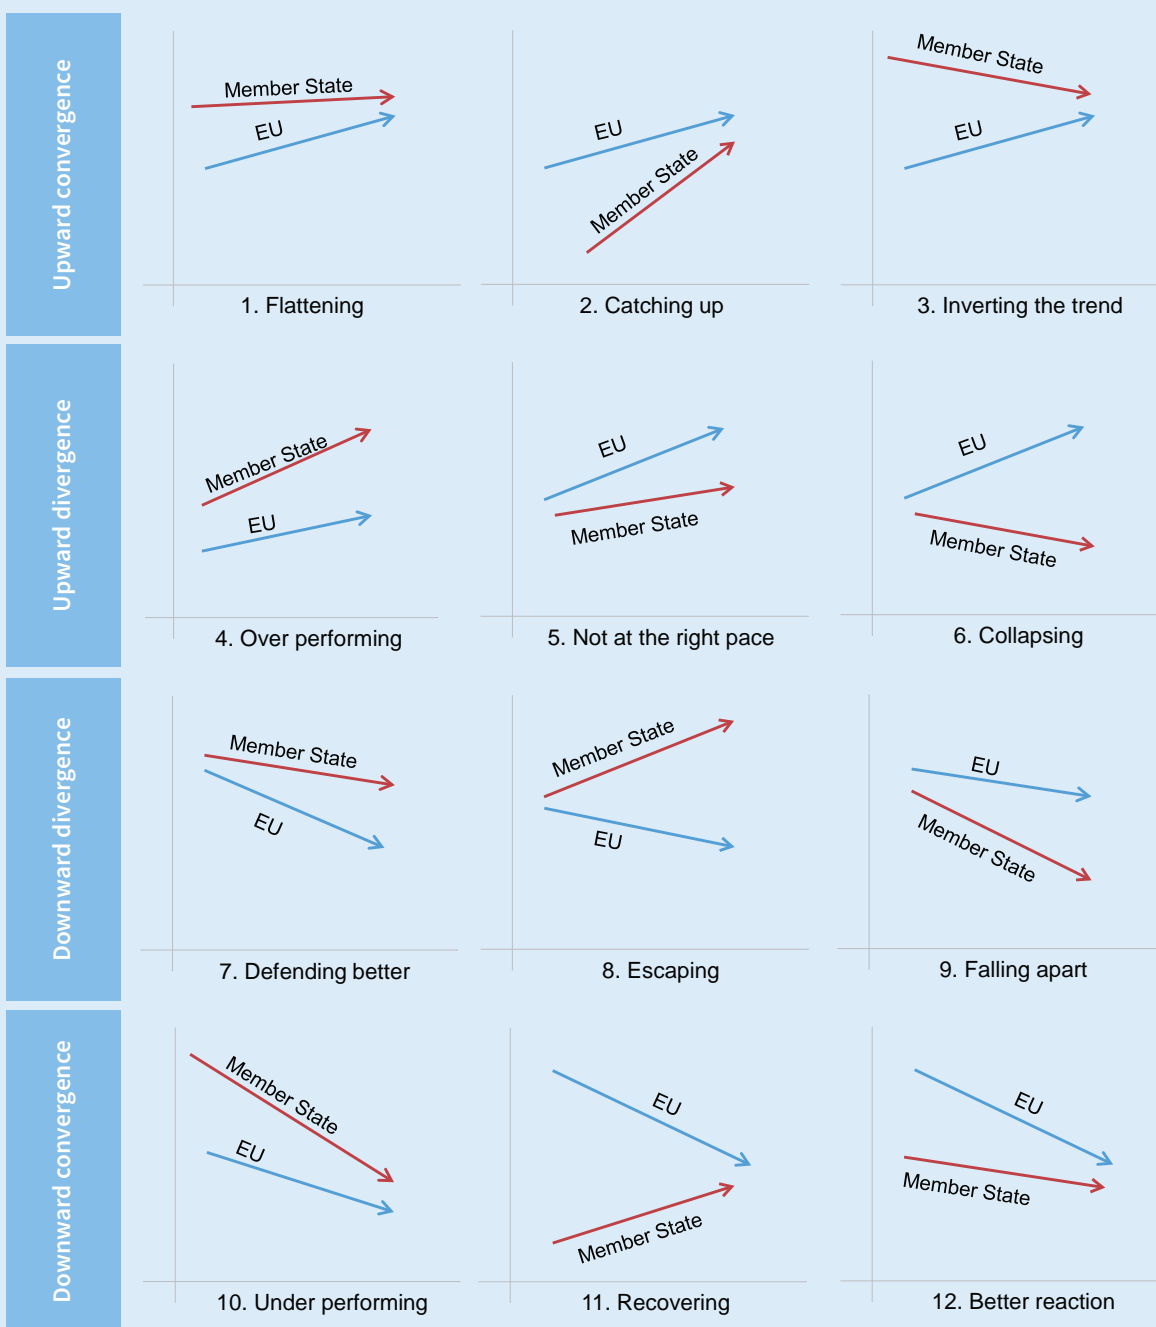 Upward convergence
Member State
EU
1. Flattening
EU
Member State
2. Catching up
Member State
EU
3. Inverting the trend
Upward divergence
Member State
EU
4. Over performing
EU
Member State
5. Not at the right pace
EU
Member State
6. Collapsing
Downward divergence
Member State
EU
7. Defending better
Member State
EU
8. Escaping
EU
Member State
9. Falling apart
Downward convergence
Member State
EU
10. Under performing
EU
Member State
11. Recovering
EU
Member State
12. Better reaction